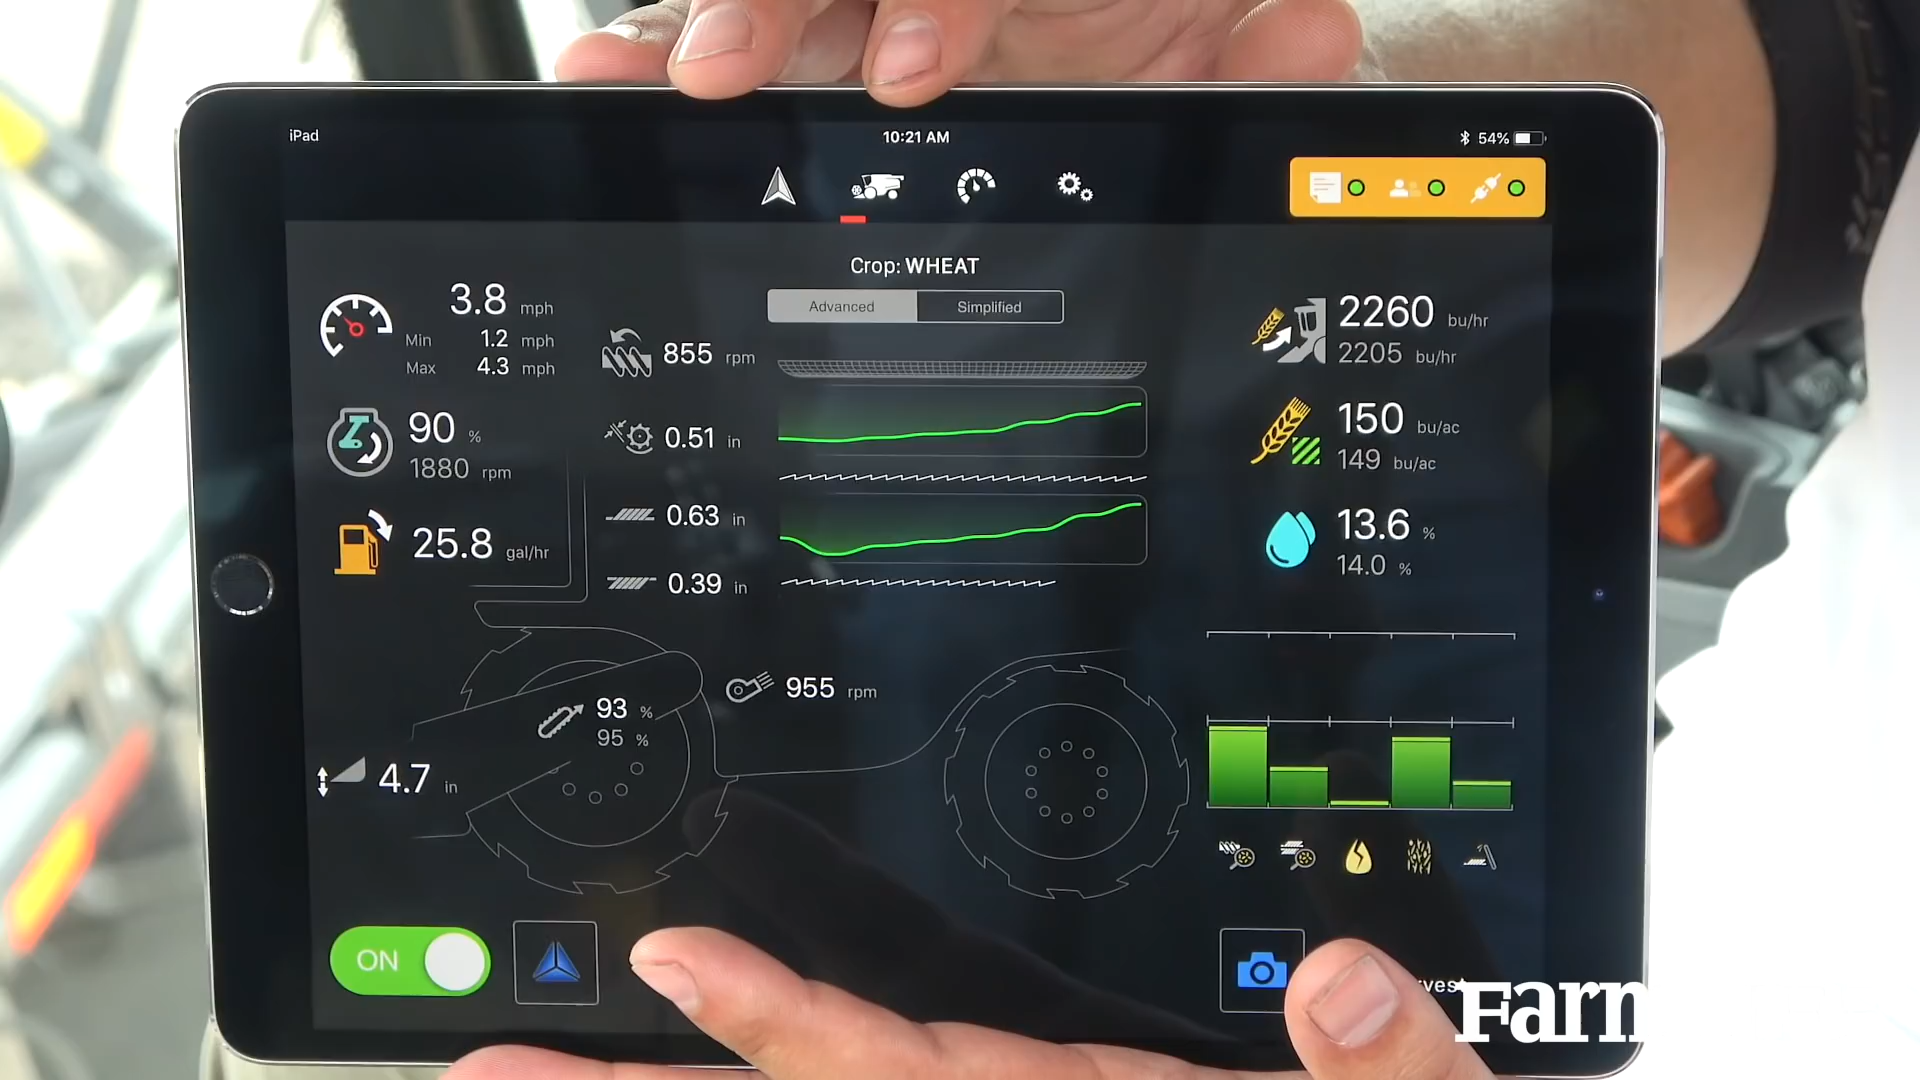 iPad
10:21 AM
54%
Crop: WHEAT
Advanced
Simplified
3.8 mph
Min 1.2 mph
Max 4.3 mph
90 %
1880 rpm
25.8 gal/hr
855 rpm
0.51 in
0.63 in
0.39 in
2260 bu/hr
2205 bu/hr
150 bu/ac
149 bu/ac
13.6 %
14.0 %
955 rpm
93 %
95 %
4.7 in
ON